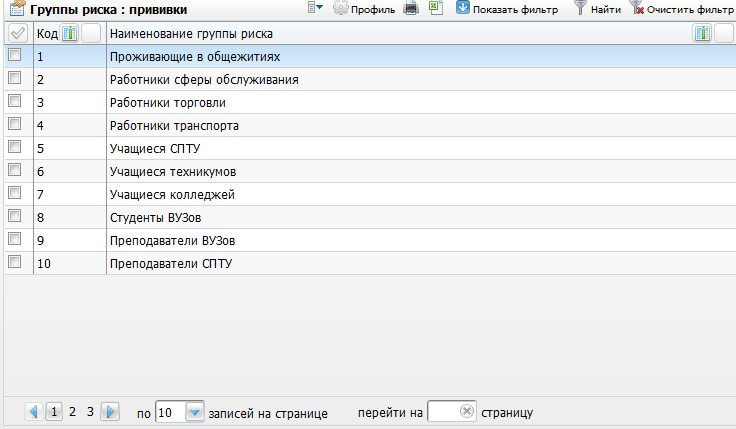 Группы риска : прививки Профиль Показать фильтр Найти Очистить фильтр
Код Наименование группы риска
1 Проживающие в общежитиях
2 Работники сферы обслуживания
3 Работники торговли
4 Работники транспорта
5 Учащиеся СПТУ
6 Учащиеся техникумов
7 Учащиеся колледжей
8 Студенты ВУЗов
9 Преподаватели ВУЗов
10 Преподаватели СПТУ
1 2 3 по 10 записей на странице перейти на страницу